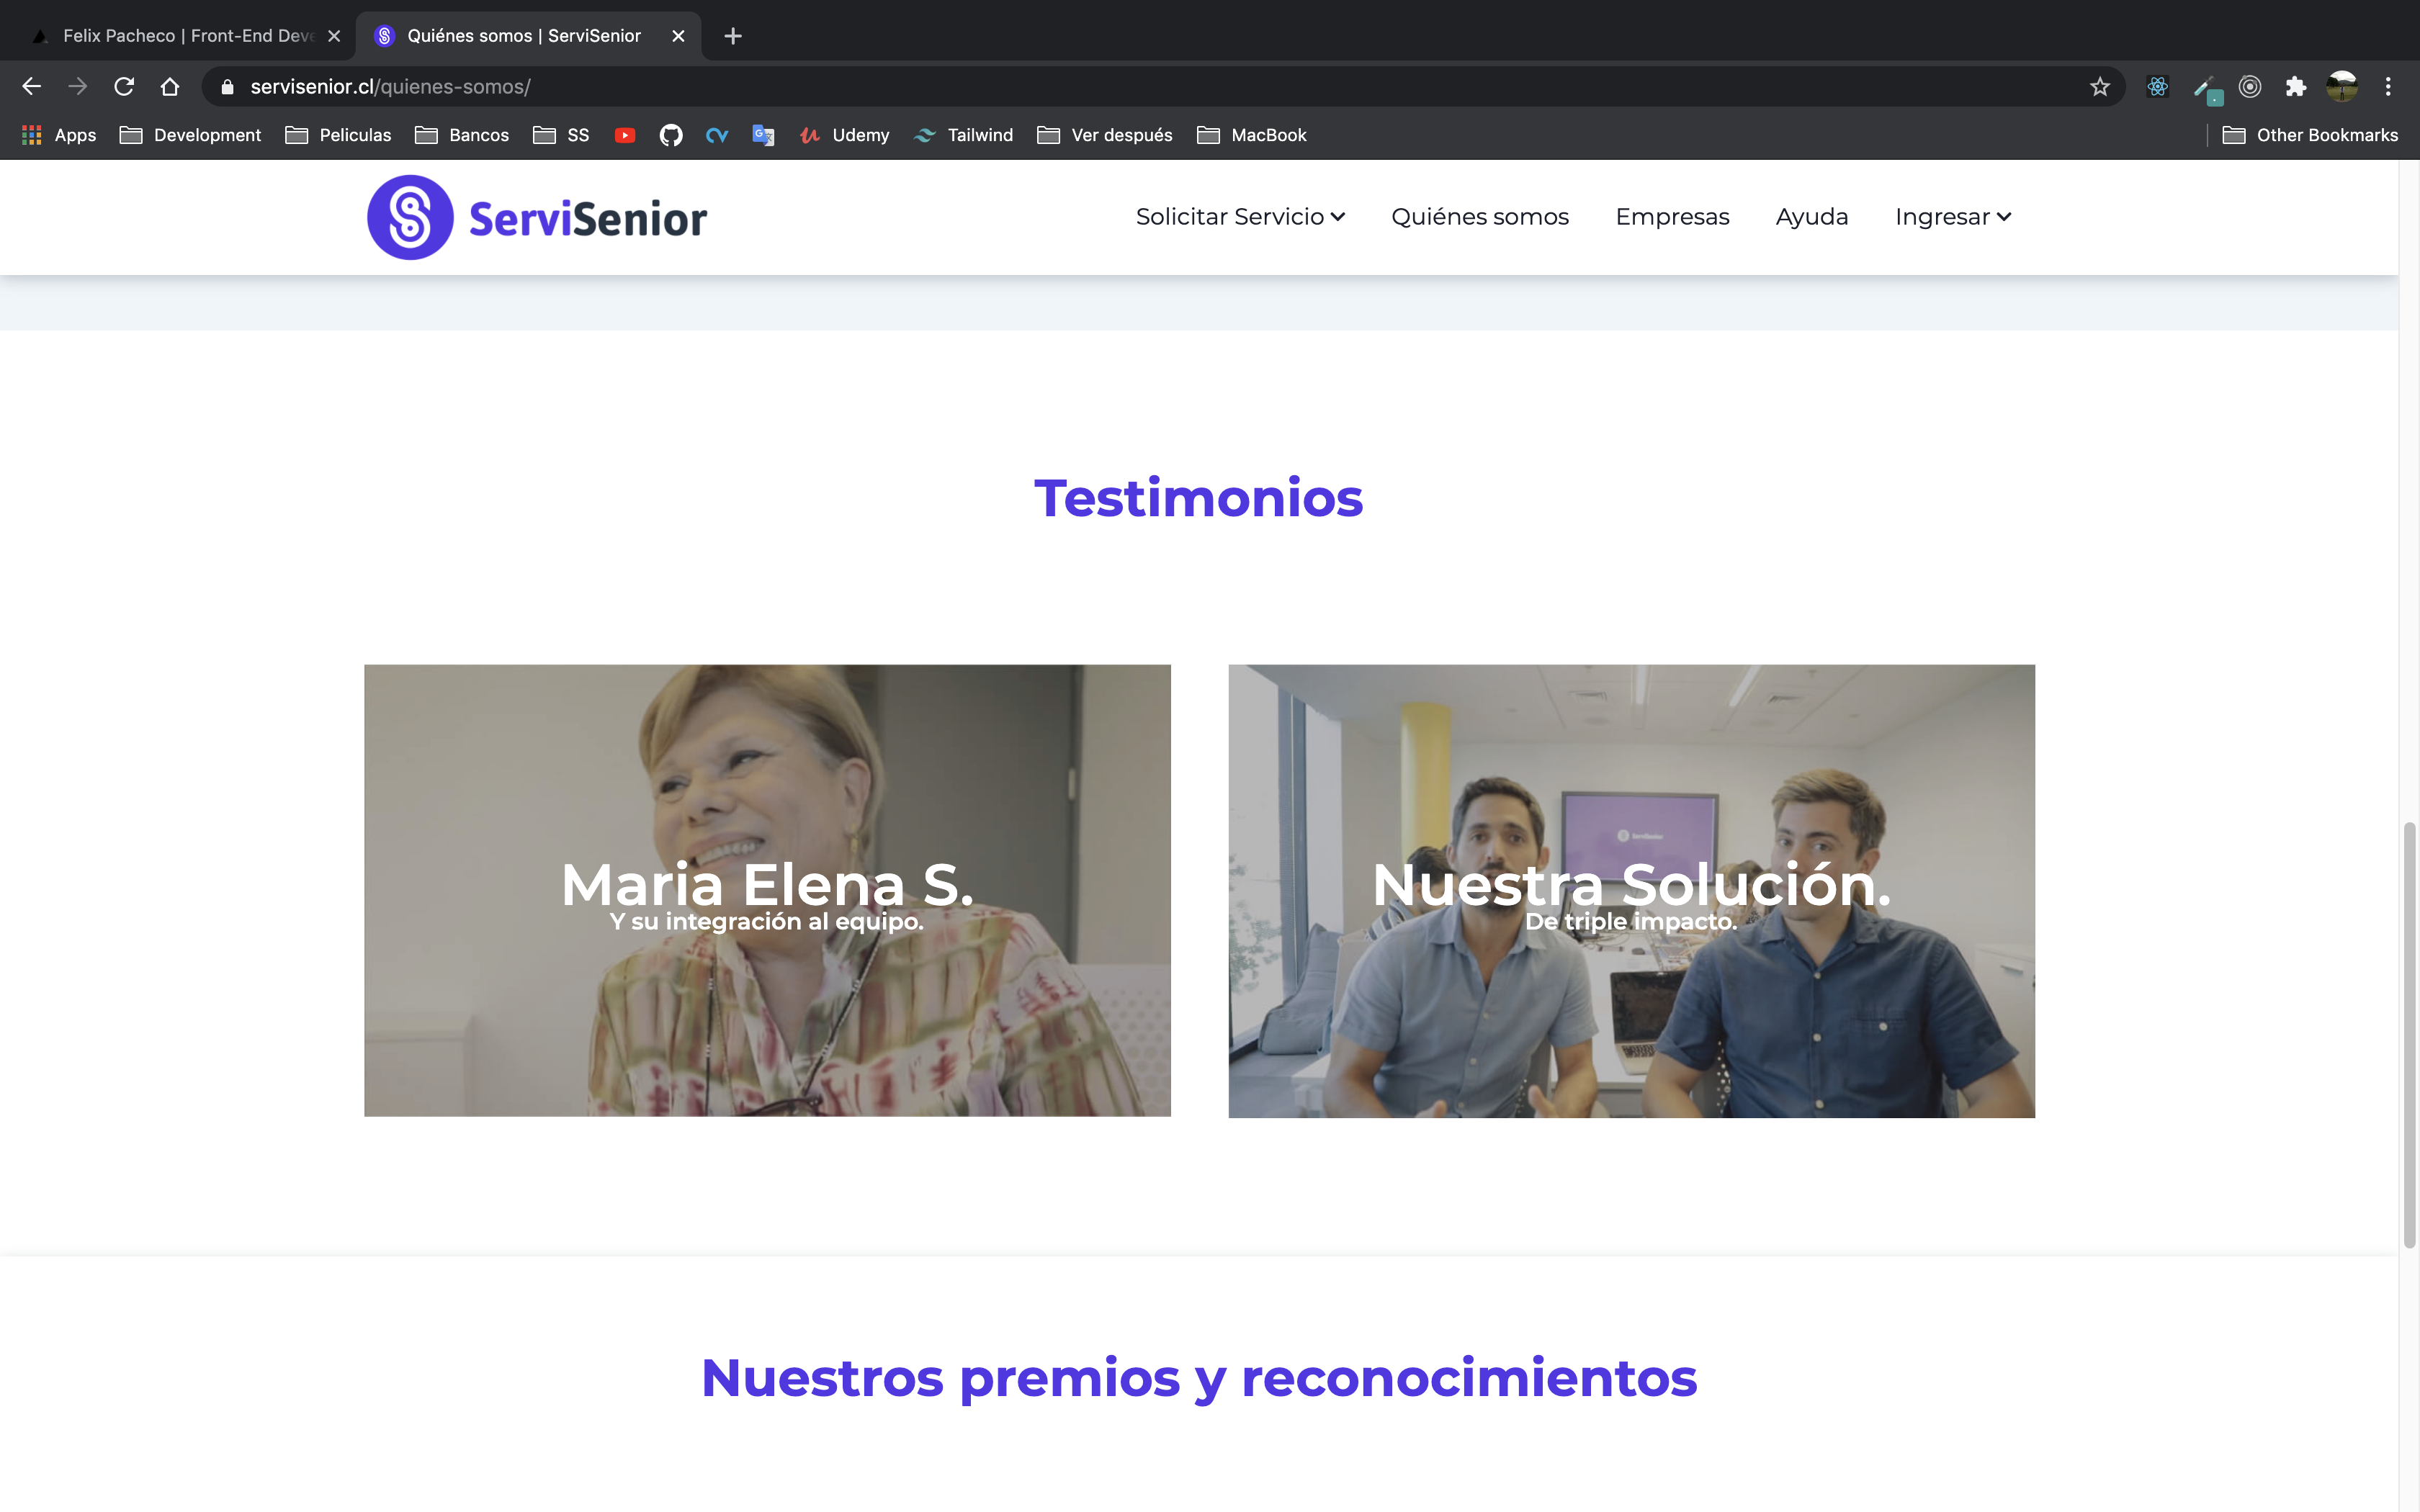 Felix Pacheco | Front-End Deve
Quiénes somos | ServiSenior
servisenior.cl/quienes-somos/
Apps Development Peliculas Bancos SS Udemy Tailwind Ver después MacBook Other Bookmarks
ServiSenior
Solicitar Servicio Quiénes somos Empresas Ayuda Ingresar
Testimonios
Maria Elena S.
Y su integración al equipo.
ServiSenior
Nuestra Solución.
De triple impacto.
Nuestros premios y reconocimientos